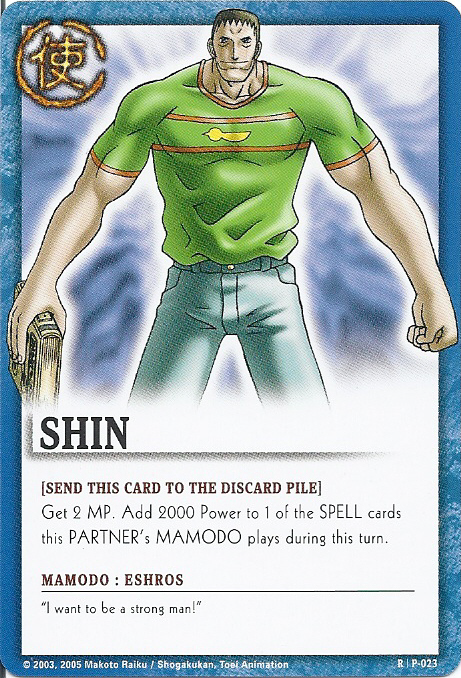 使
SHIN
[SEND THIS CARD TO THE DISCARD PILE]
Get 2 MP. Add 2000 Power to 1 of the SPELL cards
this PARTNER's MAMODO plays during this turn.
MAMODO : ESHROS
"I want to be a strong man!"
© 2003, 2005 Makoto Raiku / Shogakukan, Toei Animation
R | P-023